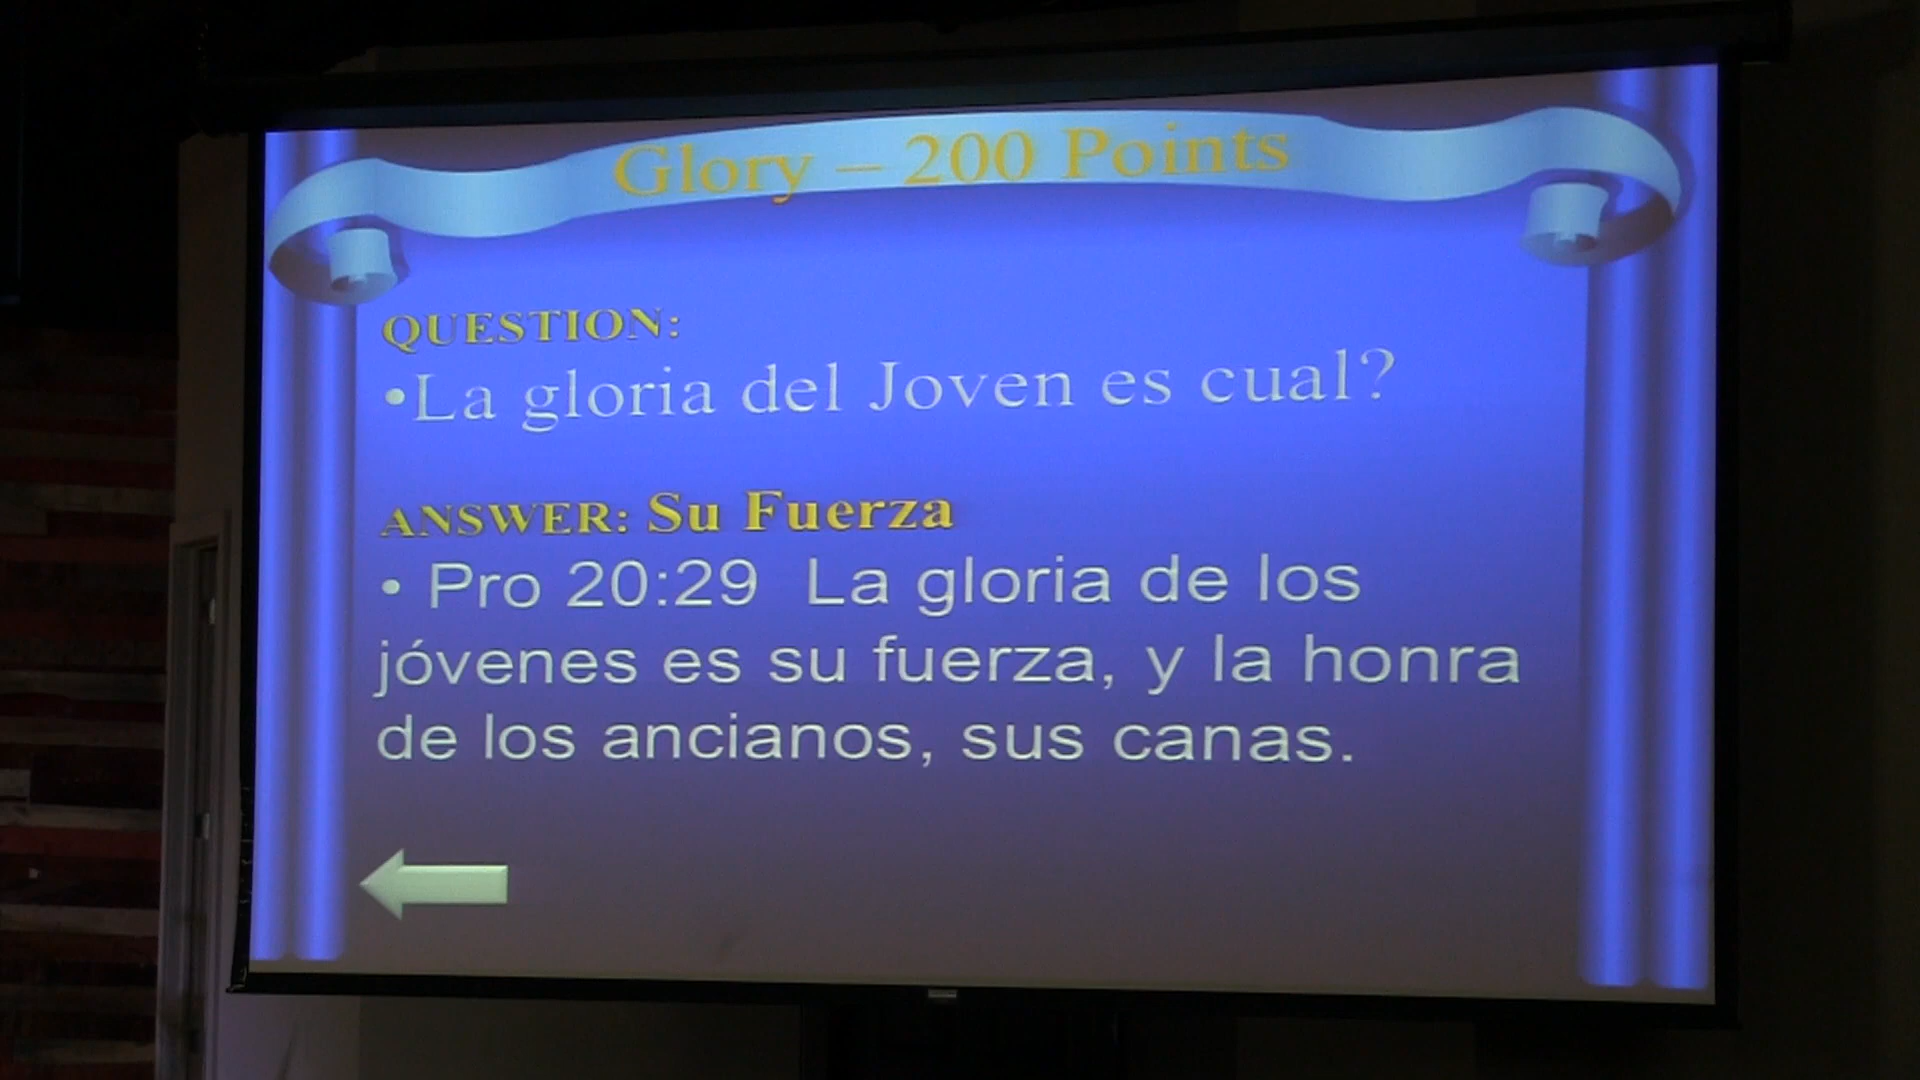 Glory – 200 Points
QUESTION:
•La gloria del Joven es cual?
ANSWER: Su Fuerza
• Pro 20:29 La gloria de los
jóvenes es su fuerza, y la honra
de los ancianos, sus canas.